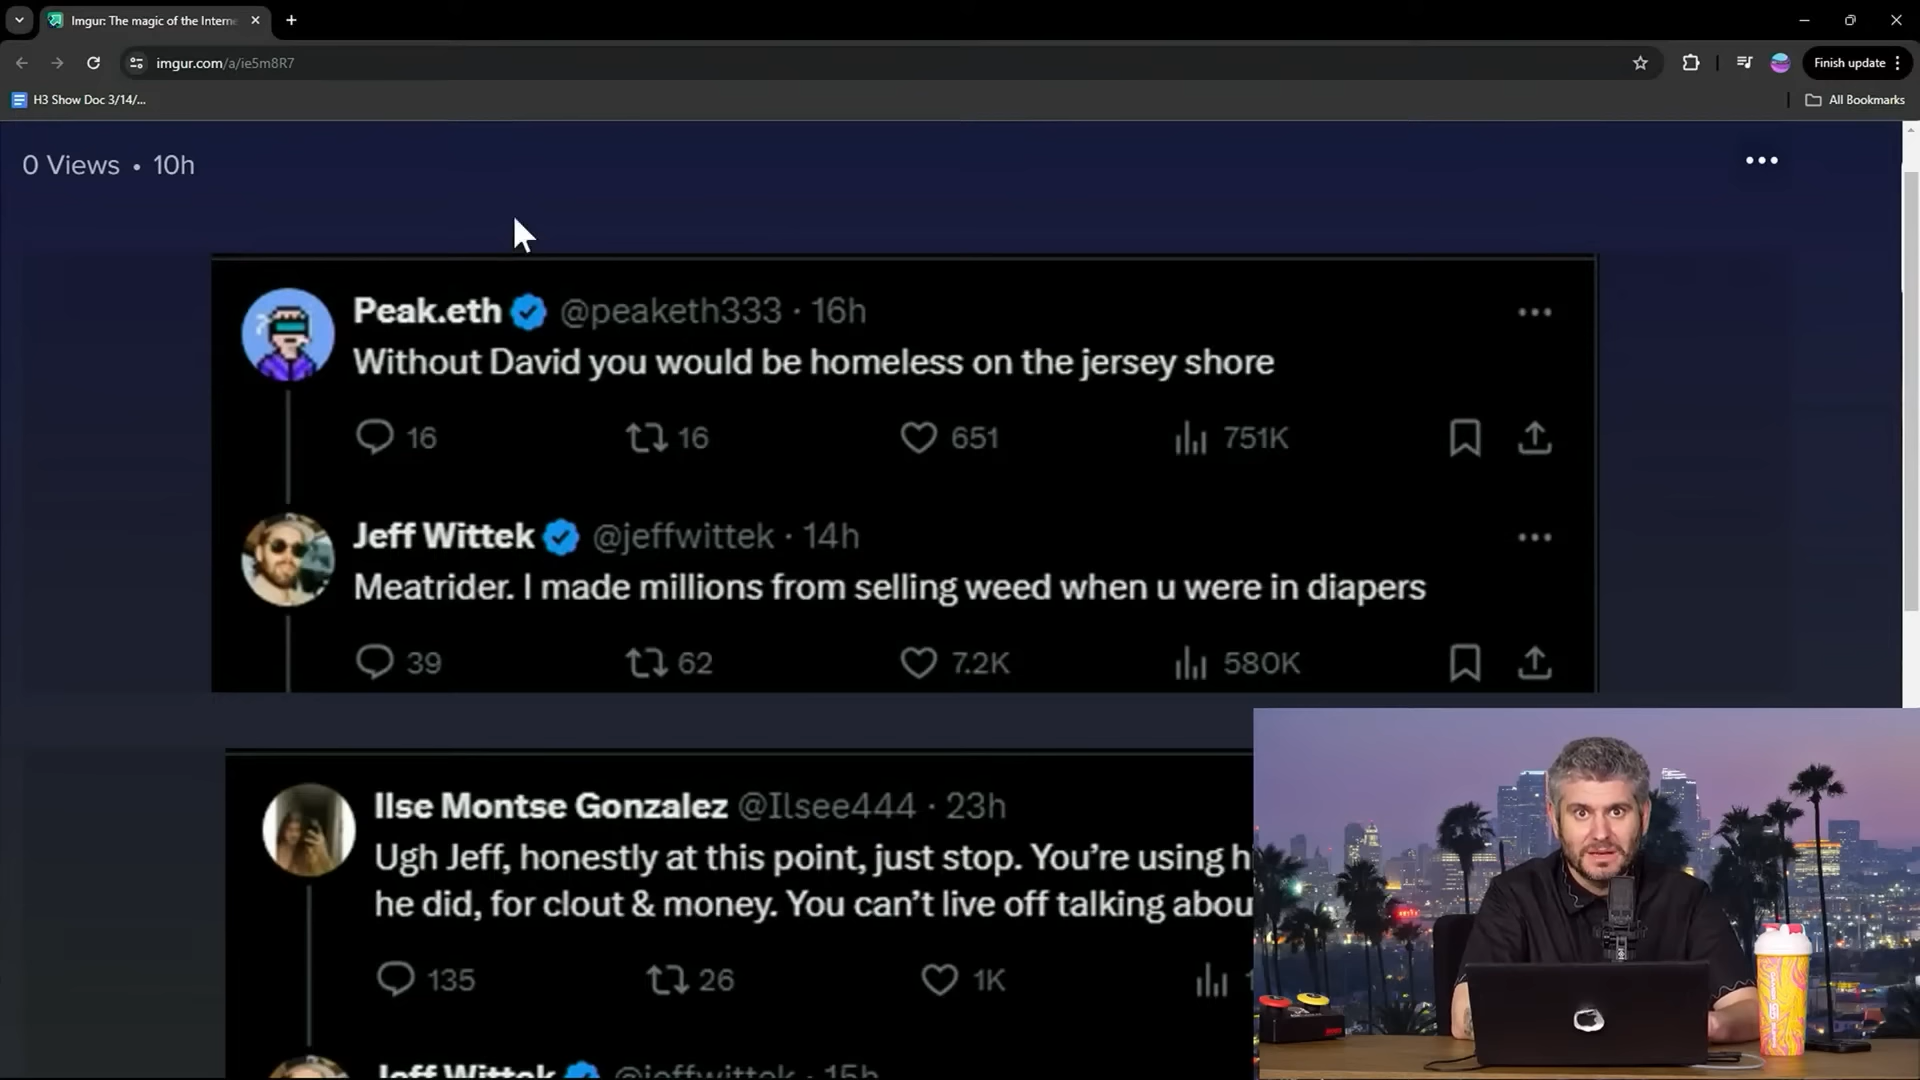 Imgur: The magic of the Interne
imgur.com/a/ie5m8R7
Finish update
H3 Show Doc 3/14/...
All Bookmarks
0 Views • 10h
Peak.eth @peaketh333 · 16h
Without David you would be homeless on the jersey shore
16 16 651 751K
Jeff Wittek @jeffwittek · 14h
Meatrider. I made millions from selling weed when u were in diapers
39 62 7.2K 580K
Ilse Montse Gonzalez @Ilsee444 · 23h
Ugh Jeff, honestly at this point, just stop. You're using h
he did, for clout & money. You can't live off talking abou
135 26 1K 1
Jeff Wittek @jeffwittek · 15h